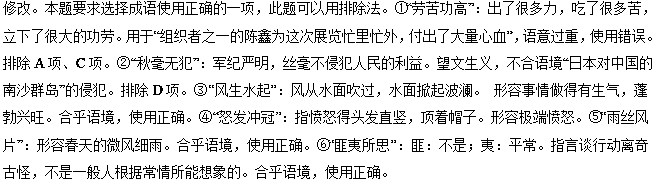 修改。本题要求选择成语使用正确的一项，此题可以用排除法。①“劳苦功高”：出了很多力，吃了很多苦，
立下了很大的功劳。用于“组织者之一的陈鑫为这次展览忙里忙外，付出了大量心血”，语意过重，使用错误。
排除 A 项、C 项。②“秋毫无犯”：军纪严明，丝毫不侵犯人民的利益。望文生义，不合语境“日本对中国的
南沙群岛”的侵犯。排除 D 项。③“风生水起”：风从水面吹过，水面掀起波澜。 形容事情做得有生气，蓬
勃兴旺。合乎语境，使用正确。④“怒发冲冠”：指愤怒得头发直竖，顶着帽子。形容极端愤怒。⑤“雨丝风
片”：形容春天的微风细雨。合乎语境，使用正确。⑥“匪夷所思”：匪：不是；夷：平常。指言谈行动离奇
古怪，不是一般人根据常情所能想象的。合乎语境，使用正确。